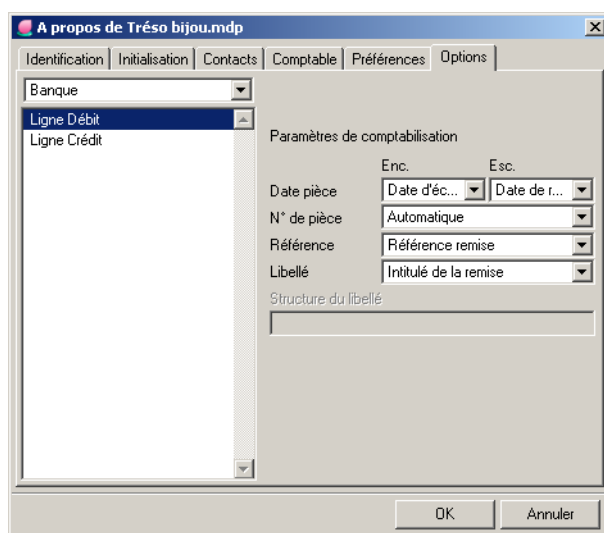 A propos de Tréso bijou.mdp
Identification Initialisation Contacts Comptable Préférences Options
Banque
Ligne Débit
Ligne Crédit
Paramètres de comptabilisation
Enc. Esc.
Date pièce Date d'éc... Date de r...
N° de pièce Automatique
Référence Référence remise
Libellé Intitulé de la remise
Structure du libellé
OK Annuler